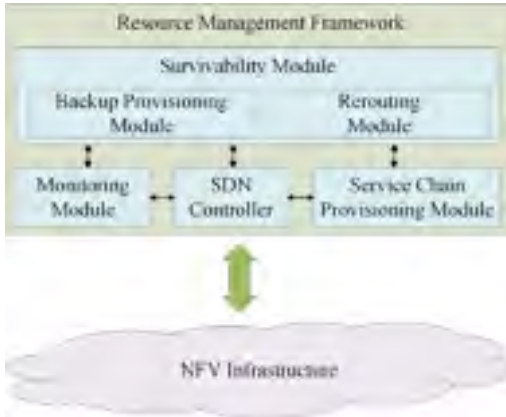 Resource Management Framework
Survivability Module
Backup Provisioning
Module
Rerouting
Module
Monitoring
Module
SDN
Controller
Service Chain
Provisioning Module
NFV Infrastructure